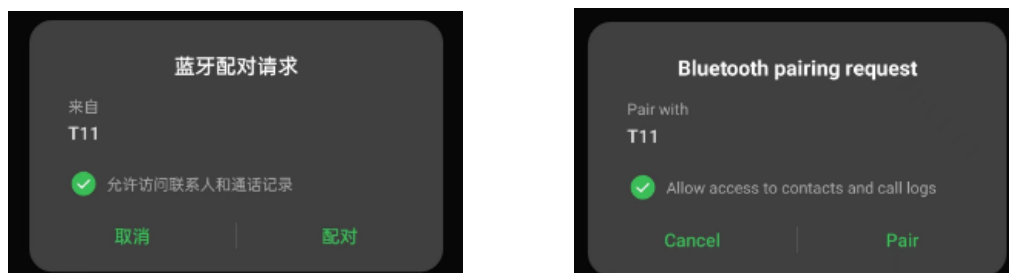 蓝牙配对请求
来自
T11
允许访问联系人和通话记录
取消 配对
Bluetooth pairing request
Pair with
T11
Allow access to contacts and call logs
Cancel Pair